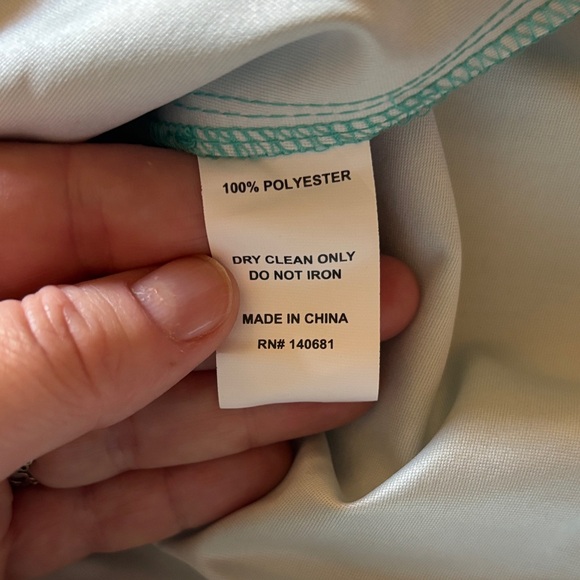 100% POLYESTER
DRY CLEAN ONLY
DO NOT IRON
MADE IN CHINA
RN# 140681